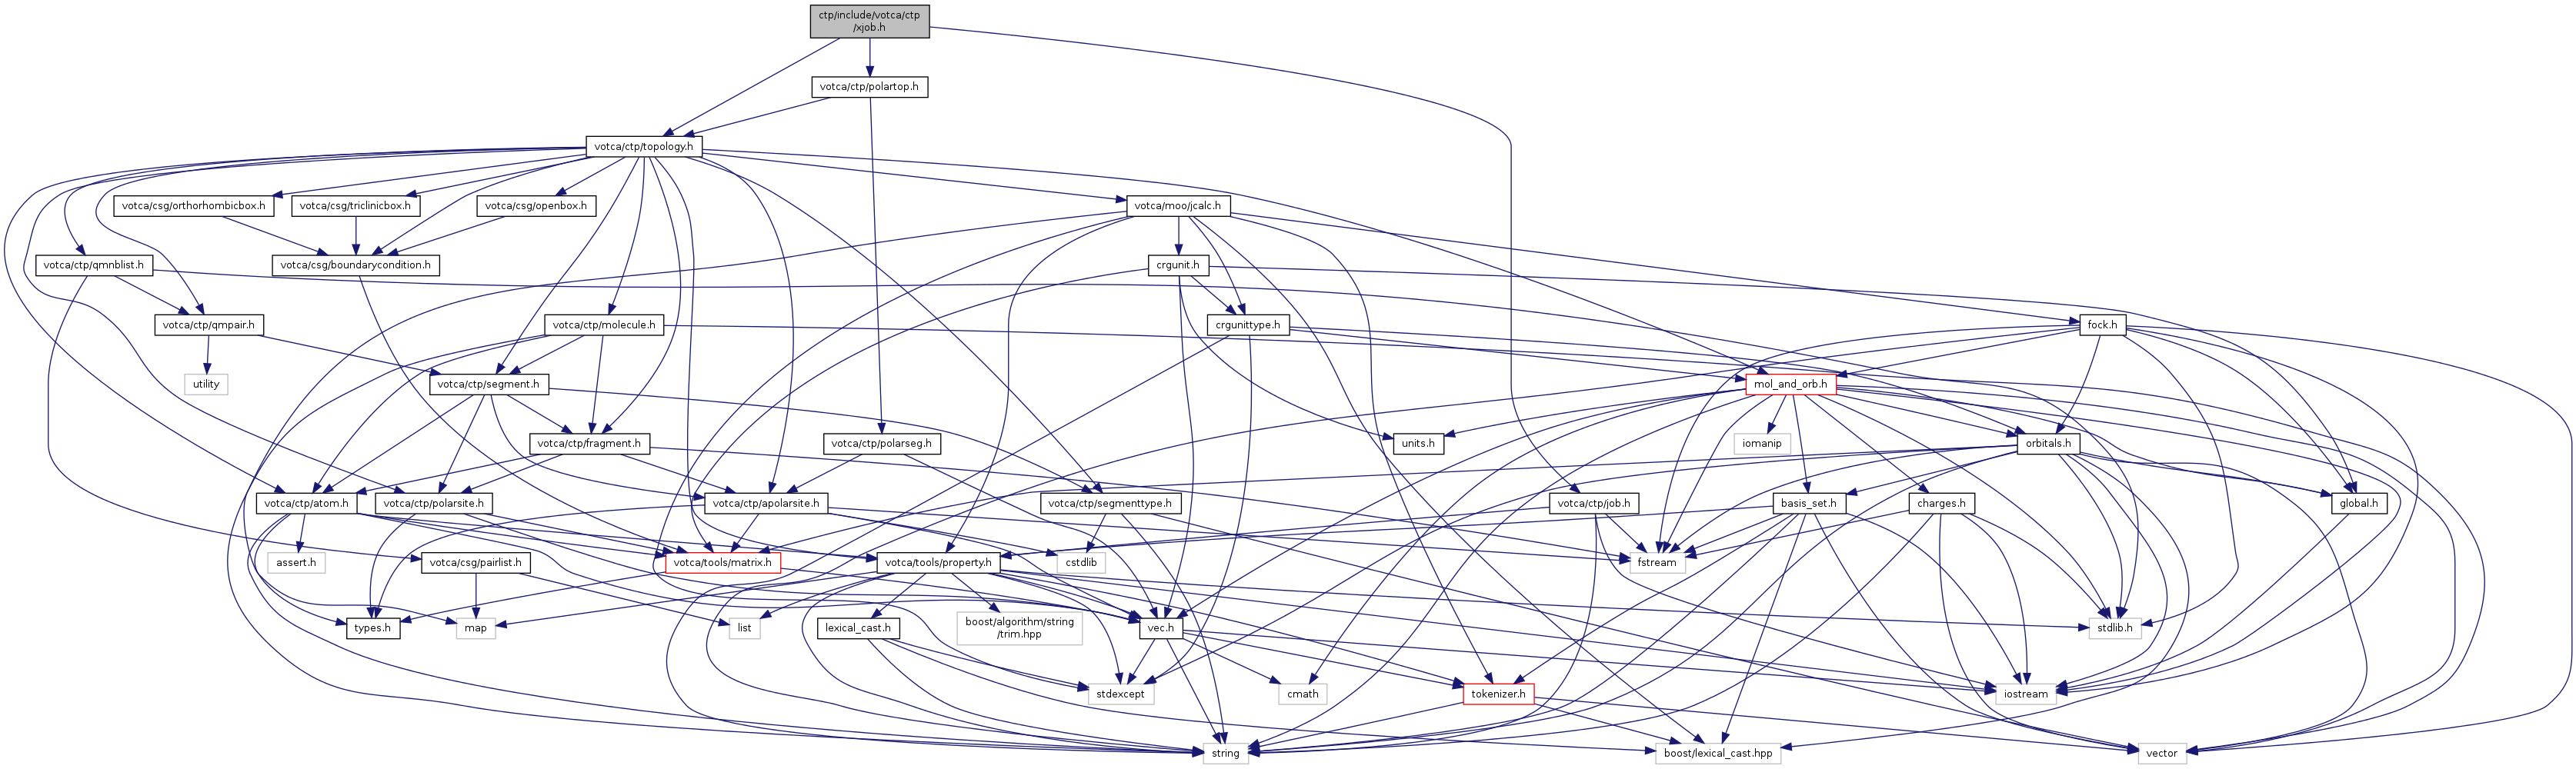 ctp/include/votca/ctp
/xjob.h
votca/ctp/polartop.h
votca/ctp/topology.h
votca/csg/orthorhombicbox.h
votca/csg/triclinicbox.h
votca/csg/openbox.h
votca/moo/jcalc.h
votca/ctp/qmnblist.h
votca/csg/boundarycondition.h
crgunit.h
votca/ctp/qmpair.h
votca/ctp/molecule.h
crgunittype.h
fock.h
utility
votca/ctp/segment.h
mol_and_orb.h
votca/ctp/fragment.h
votca/ctp/polarseg.h
units.h
iomanip
orbitals.h
votca/ctp/atom.h
votca/ctp/polarsite.h
votca/ctp/apolarsite.h
votca/ctp/segmenttype.h
votca/ctp/job.h
basis_set.h
charges.h
global.h
assert.h
votca/csg/pairlist.h
votca/tools/matrix.h
votca/tools/property.h
cstdlib
fstream
types.h
map
list
lexical_cast.h
boost/algorithm/string
/trim.hpp
vec.h
stdlib.h
stdexcept
cmath
tokenizer.h
iostream
string
boost/lexical_cast.hpp
vector